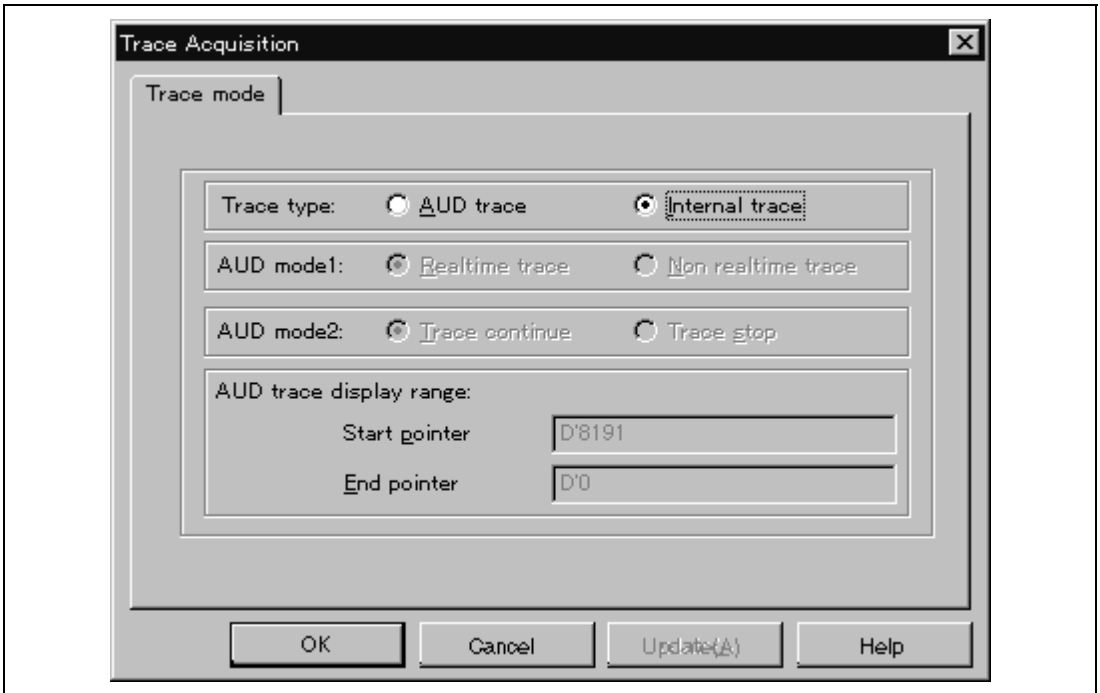 Trace Acquisition
Trace mode
Trace type: AUD trace Internal trace
AUD mode1: Realtime trace Non realtime trace
AUD mode2: Trace continue Trace stop
AUD trace display range:
Start pointer D'8191
End pointer D'0
OK Cancel Update(A) Help